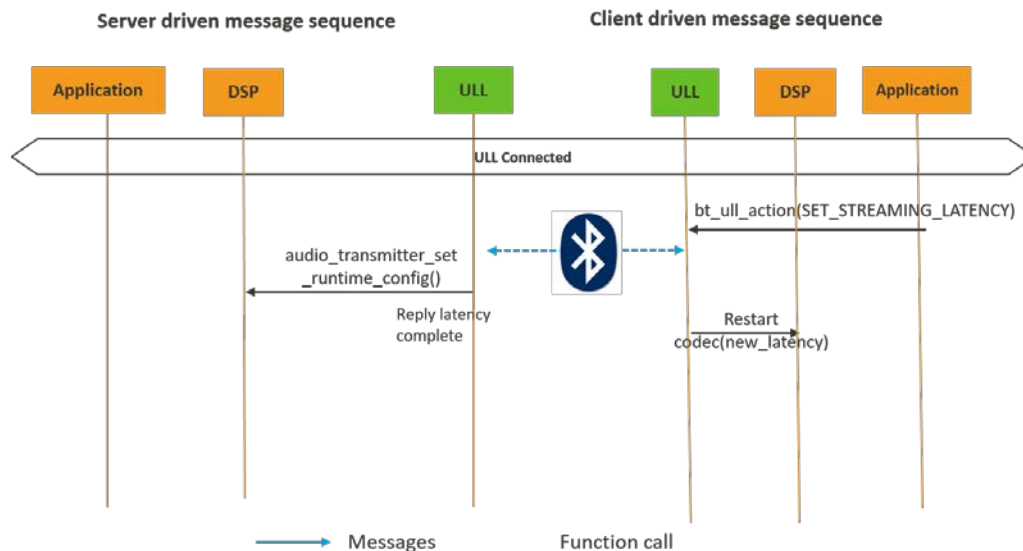 Server driven message sequence
Client driven message sequence
Application
DSP
ULL
ULL
DSP
Application
ULL Connected
bt_ull_action(SET_STREAMING_LATENCY)
audio_transmitter_set
_runtime_config()
Reply latency
complete
Restart
codec(new_latency)
Messages
Function call